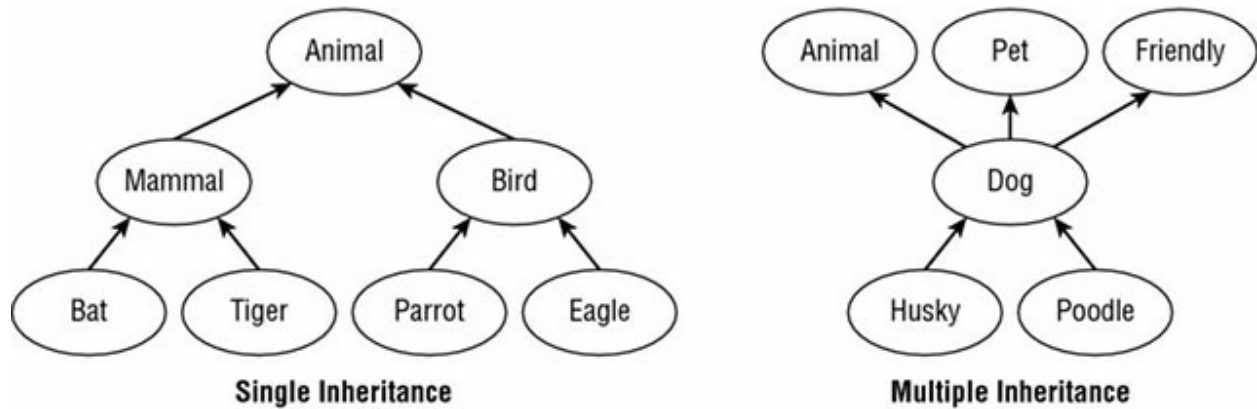 Animal
Mammal
Bird
Bat
Tiger
Parrot
Eagle
Single Inheritance
Animal
Pet
Friendly
Dog
Husky
Poodle
Multiple Inheritance